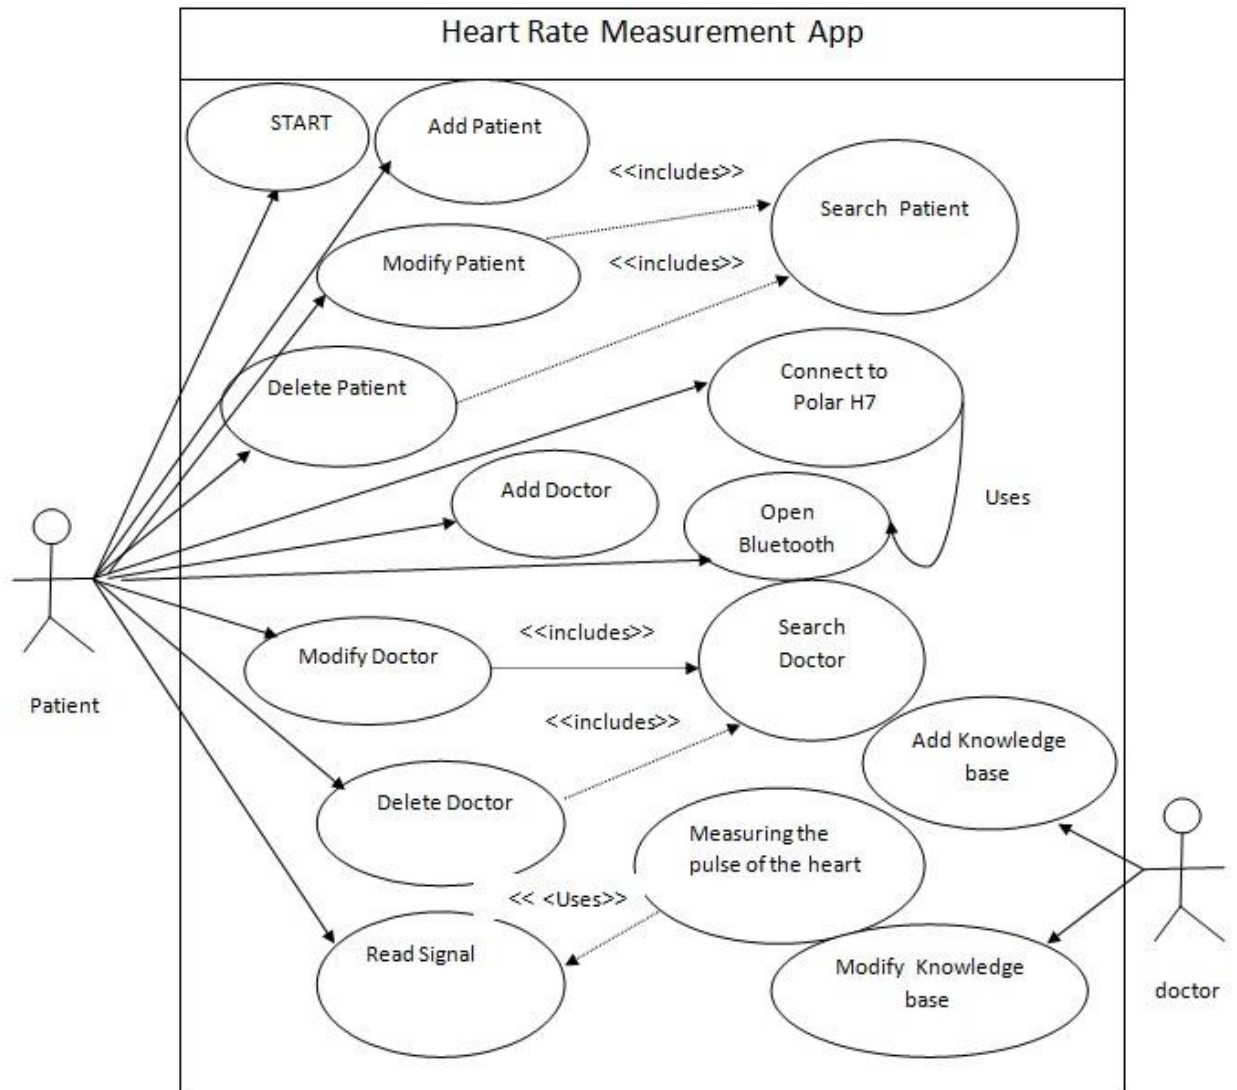 Heart Rate Measurement App
START
Add Patient
<<includes>>
Search Patient
Modify Patient
<<includes>>
Delete Patient
Connect to
Polar H7
Add Doctor
Uses
Open
Bluetooth
<<includes>>
Search
Doctor
Modify Doctor
Patient
<<includes>>
Add Knowledge
base
Delete Doctor
Measuring the
pulse of the heart
<< <Uses>>
Read Signal
Modify Knowledge
base
doctor